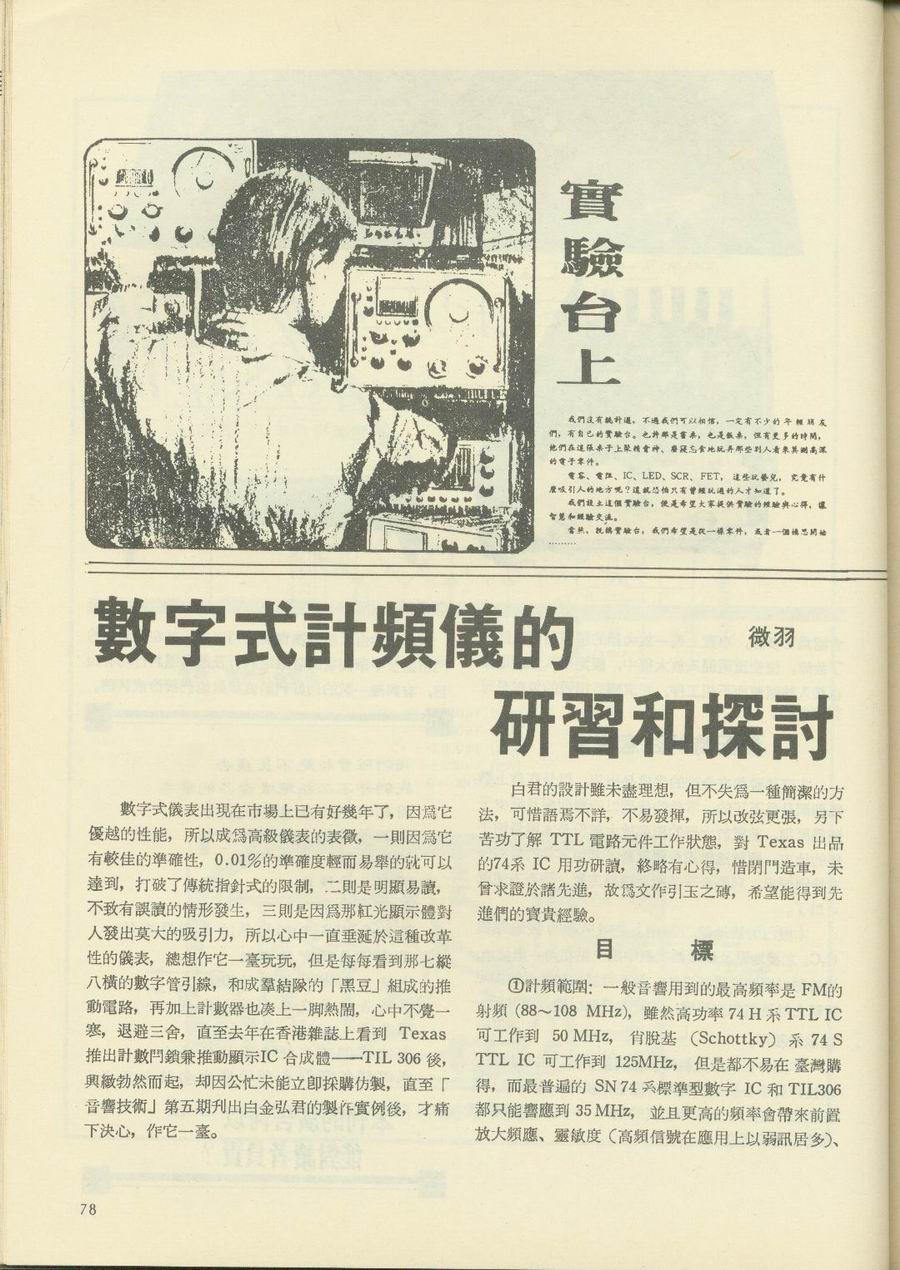 實驗台上
我們沒有統計過，不過我們可以相信，一定有不少的年輕朋友
們，有自己的實驗台。也許那是書桌，也是飯桌，但有更多的時間，
他們在這張桌子上聚精會神、廢寢忘食地玩弄那些別人看來莫測高深
的電子零件。
電容、電阻、IC、LED、SCR、FET，這些玩藝兒，究竟有什
麼吸引人的地方呢？這就恐怕只有曾經玩過的人才知道了。
我們設立這個實驗台，便是希望大家提供實驗的經驗與心得，讓
智慧和經驗交流。
當然，既稱實驗台，我們希望是從一樣零件，或者一個構思開始
………
數字式計頻儀的
微羽
研習和探討
數字式儀表出現在市場上已有好幾年了，因爲它
優越的性能，所以成爲高級儀表的表徵，一則因爲它
有較佳的準確性，0.01%的準確度輕而易舉的就可以
達到，打破了傳統指針式的限制，二則是明顯易讀，
不致有誤讀的情形發生，三則是因爲那紅光顯示體對
人發出莫大的吸引力，所以心中一直垂涎於這種改革
性的儀表，總想作它一臺玩玩，但是每每看到那七縱
八橫的數字管引線，和成羣結隊的「黑豆」組成的推
動電路，再加上計數器也凑上一脚熱鬧，心中不覺一
寒，退避三舍，直至去年在香港雜誌上看到 Texas
推出計數閂鎖兼推動顯示IC 合成體——TIL 306 後，
興緻勃然而起，却因公忙未能立即採購仿製，直至「
音響技術」第五期刋出白金弘君的製作實例後，才痛
下決心，作它一臺。
白君的設計雖未盡理想，但不失爲一種簡潔的方
法，可惜語焉不詳，不易發揮，所以改弦更張，另下
苦功了解 TTL 電路元件工作狀態，對 Texas 出品
的74系 IC 用功研讀，終略有心得，惜閉門造車，未
曾求證於諸先進，故爲文作引玉之磚，希望能得到先
進們的寶貴經驗。
目 標
①計頻範圍：一般音響用到的最高頻率是 FM的
射頻 (88～108 MHz)，雖然高功率 74 H 系 TTL IC
可工作到 50 MHz，肖脫基 (Schottky) 系 74 S
TTL IC 可工作到 125MHz，但是都不易在 臺灣購
得，而最普遍的 SN 74 系標準型數字 IC 和 TIL306
都只能響應到 35 MHz，並且更高的頻率會帶來前置
放大頻應、靈敏度（高頻信號在應用上以弱訊居多）、
78